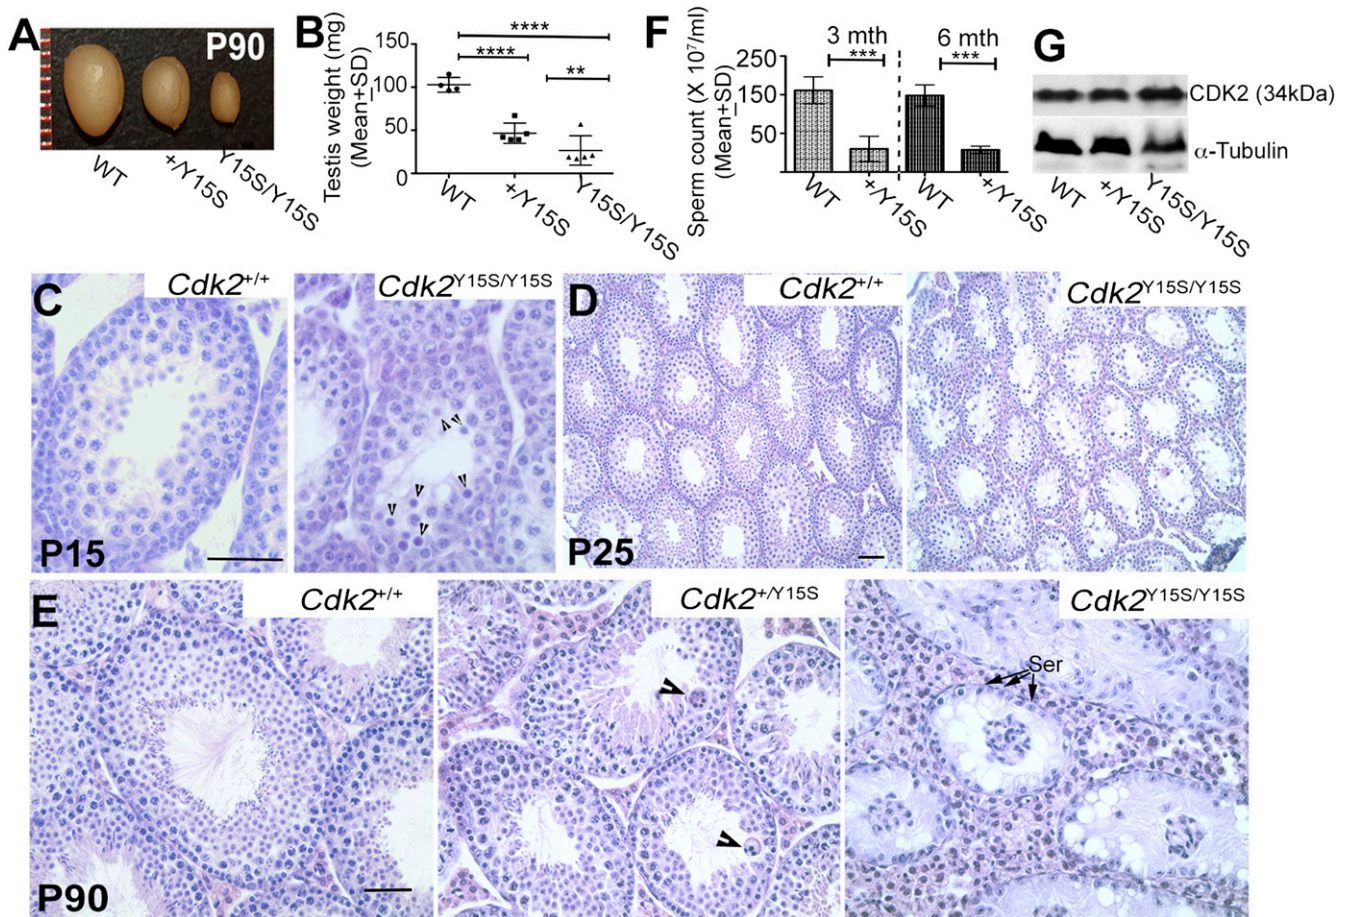 A
P90
WT
+/Y15S
Y15S/Y15S
B
Testis weight (mg)
(Mean+SD)
150
100
50
0
****
****
**
WT
+/Y15S
Y15S/Y15S
F
Sperm count (X 10⁷/ml)
(Mean+SD)
250
150
50
3 mth
***
6 mth
***
WT
+/Y15S
WT
+/Y15S
G
CDK2 (34kDa)
α-Tubulin
WT
+/Y15S
Y15S/Y15S
C
Cdk2+/+
Cdk2Y15S/Y15S
P15
D
Cdk2+/+
Cdk2Y15S/Y15S
P25
E
Cdk2+/+
Cdk2+/Y15S
Cdk2Y15S/Y15S
Ser
P90